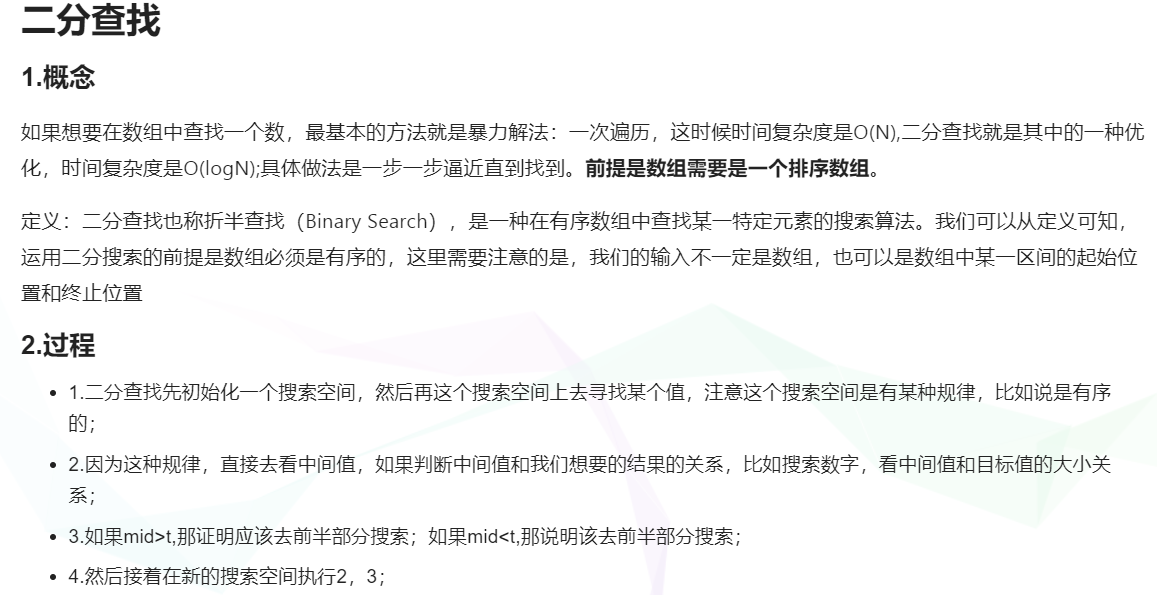 二分查找
1.概念
如果想要在数组中查找一个数，最基本的方法就是暴力解法：一次遍历，这时候时间复杂度是O(N),二分查找就是其中的一种优
化，时间复杂度是O(logN);具体做法是一步一步逼近直到找到。前提是数组需要是一个排序数组。
定义：二分查找也称折半查找（Binary Search），是一种在有序数组中查找某一特定元素的搜索算法。我们可以从定义可知，
运用二分搜索的前提是数组必须是有序的，这里需要注意的是，我们的输入不一定是数组，也可以是数组中某一区间的起始位
置和终止位置
2.过程
• 1.二分查找先初始化一个搜索空间，然后再这个搜索空间上去寻找某个值，注意这个搜索空间是有某种规律，比如说是有序
的；
• 2.因为这种规律，直接去看中间值，如果判断中间值和我们想要的结果的关系，比如搜索数字，看中间值和目标值的大小关
系；
• 3.如果mid>t,那证明应该去前半部分搜索；如果mid<t,那说明该去前半部分搜索；
• 4.然后接着在新的搜索空间执行2，3；